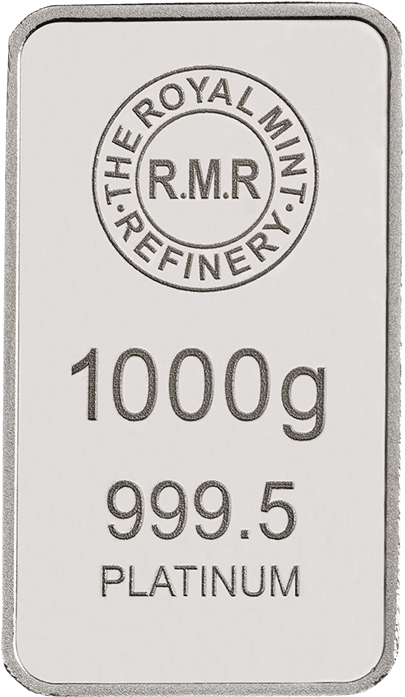 THE ROYAL MINT
R.M.R
· REFINERY ·
1000g
999.5
PLATINUM